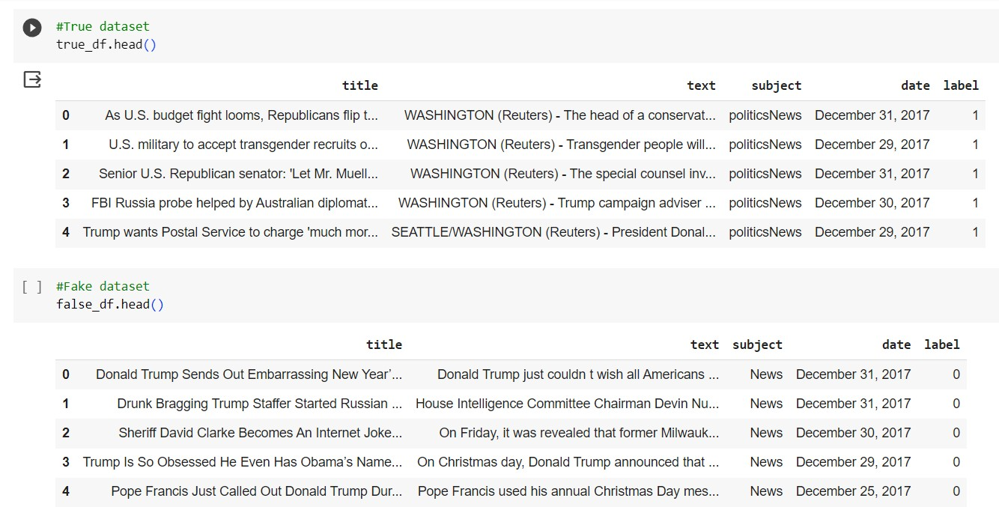 #True dataset
true_df.head()
title text subject date label
0 As U.S. budget fight looms, Republicans flip t... WASHINGTON (Reuters) - The head of a conservat... politicsNews December 31, 2017 1
1 U.S. military to accept transgender recruits o... WASHINGTON (Reuters) - Transgender people will... politicsNews December 29, 2017 1
2 Senior U.S. Republican senator: 'Let Mr. Muell... WASHINGTON (Reuters) - The special counsel inv... politicsNews December 31, 2017 1
3 FBI Russia probe helped by Australian diplomat... WASHINGTON (Reuters) - Trump campaign adviser ... politicsNews December 30, 2017 1
4 Trump wants Postal Service to charge 'much mor... SEATTLE/WASHINGTON (Reuters) - President Donal... politicsNews December 29, 2017 1
[ ] #Fake dataset
false_df.head()
title text subject date label
0 Donald Trump Sends Out Embarrassing New Year’... Donald Trump just couldn t wish all Americans ... News December 31, 2017 0
1 Drunk Bragging Trump Staffer Started Russian ... House Intelligence Committee Chairman Devin Nu... News December 31, 2017 0
2 Sheriff David Clarke Becomes An Internet Joke... On Friday, it was revealed that former Milwauk... News December 30, 2017 0
3 Trump Is So Obsessed He Even Has Obama’s Name... On Christmas day, Donald Trump announced that ... News December 29, 2017 0
4 Pope Francis Just Called Out Donald Trump Dur... Pope Francis used his annual Christmas Day mes... News December 25, 2017 0